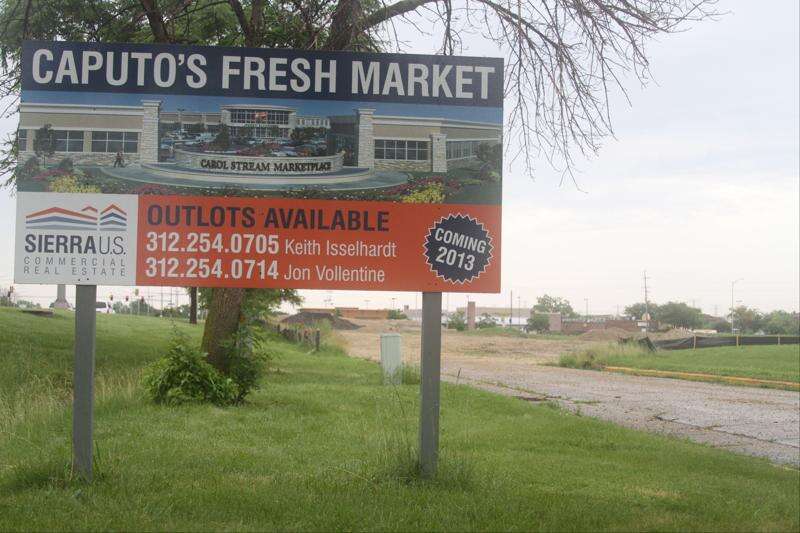 CAPUTO'S FRESH MARKET
CAROL STREAM MARKETPLACE
SIERRA U.S.
COMMERCIAL
REAL ESTATE
OUTLOTS AVAILABLE
312.254.0705 Keith Isselhardt
312.254.0714 Jon Vollentine
COMING
2013